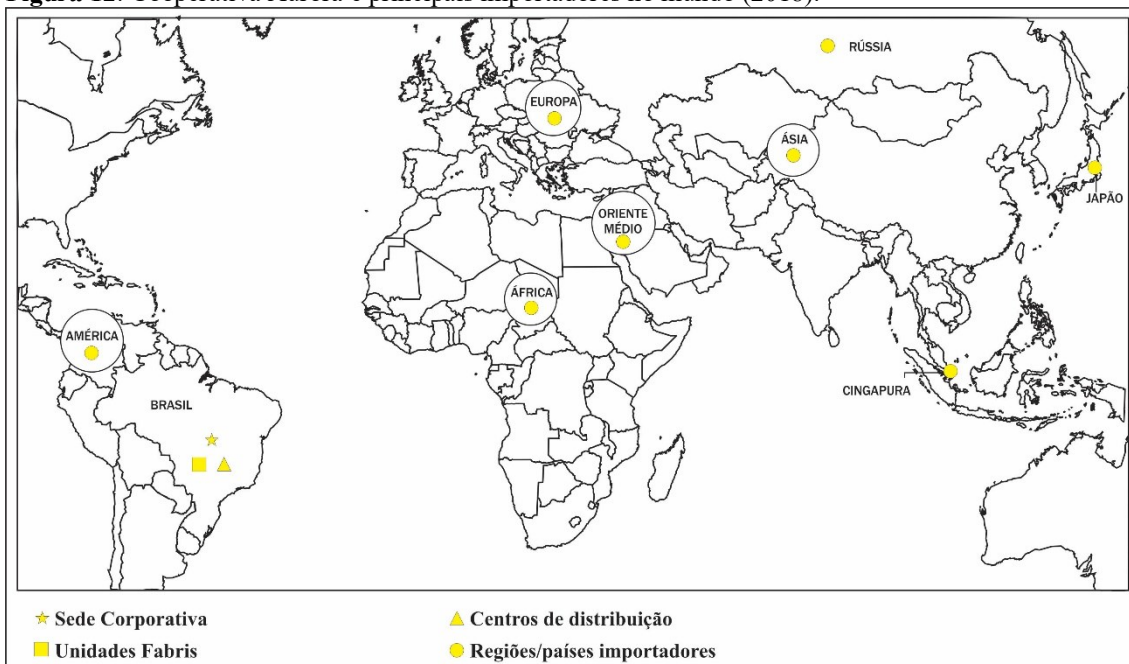 RÚSSIA
EUROPA
ÁSIA
JAPÃO
ORIENTE
MÉDIO
ÁFRICA
AMÉRICA
CINGAPURA
BRASIL
Sede Corporativa
Centros de distribuição
Unidades Fabris
Regiões/países importadores